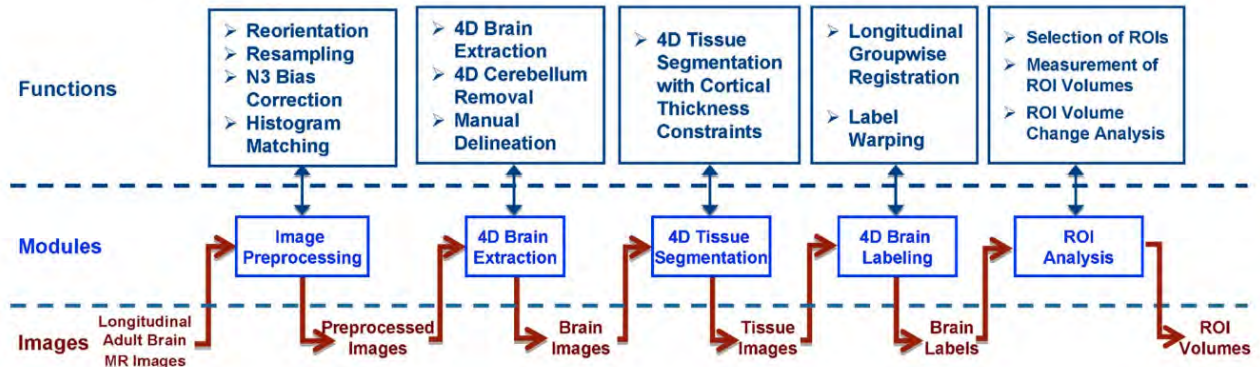 Functions
➢ Reorientation
➢ Resampling
➢ N3 Bias
Correction
➢ Histogram
Matching
➢ 4D Brain
Extraction
➢ 4D Cerebellum
Removal
➢ Manual
Delineation
➢ 4D Tissue
Segmentation
with Cortical
Thickness
Constraints
➢ Longitudinal
Groupwise
Registration
➢ Label
Warping
➢ Selection of ROIs
➢ Measurement of
ROI Volumes
➢ ROI Volume
Change Analysis
Modules
Image
Preprocessing
4D Brain
Extraction
4D Tissue
Segmentation
4D Brain
Labeling
ROI
Analysis
Images
Longitudinal
Adult Brain
MR Images
Preprocessed
Images
Brain
Images
Tissue
Images
Brain
Labels
ROI
Volumes